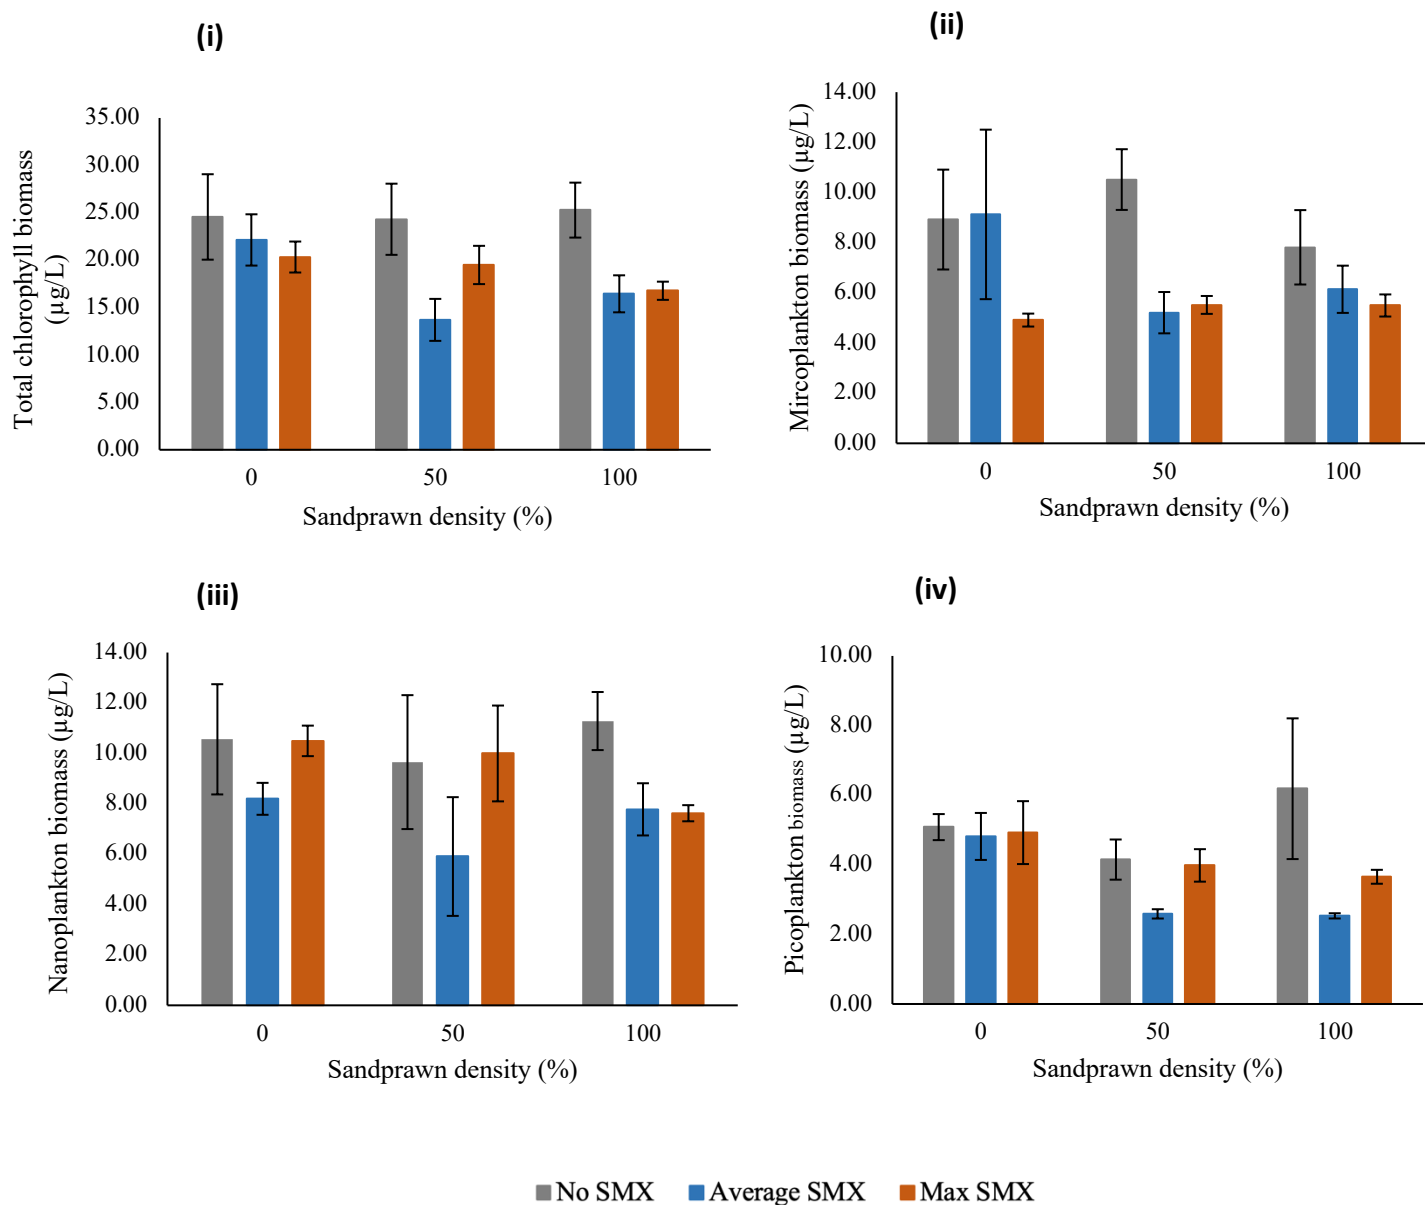 (i)
Total chlorophyll biomass
(µg/L)
35.00
30.00
25.00
20.00
15.00
10.00
5.00
0.00
0 50 100
Sandprawn density (%)
(ii)
Mircoplankton biomass (µg/L)
14.00
12.00
10.00
8.00
6.00
4.00
2.00
0.00
0 50 100
Sandprawn density (%)
(iii)
Nanoplankton biomass (µg/L)
14.00
12.00
10.00
8.00
6.00
4.00
2.00
0.00
0 50 100
Sandprawn density (%)
(iv)
Picoplankton biomass (µg/L)
10.00
8.00
6.00
4.00
2.00
0.00
0 50 100
Sandprawn density (%)
No SMX Average SMX Max SMX